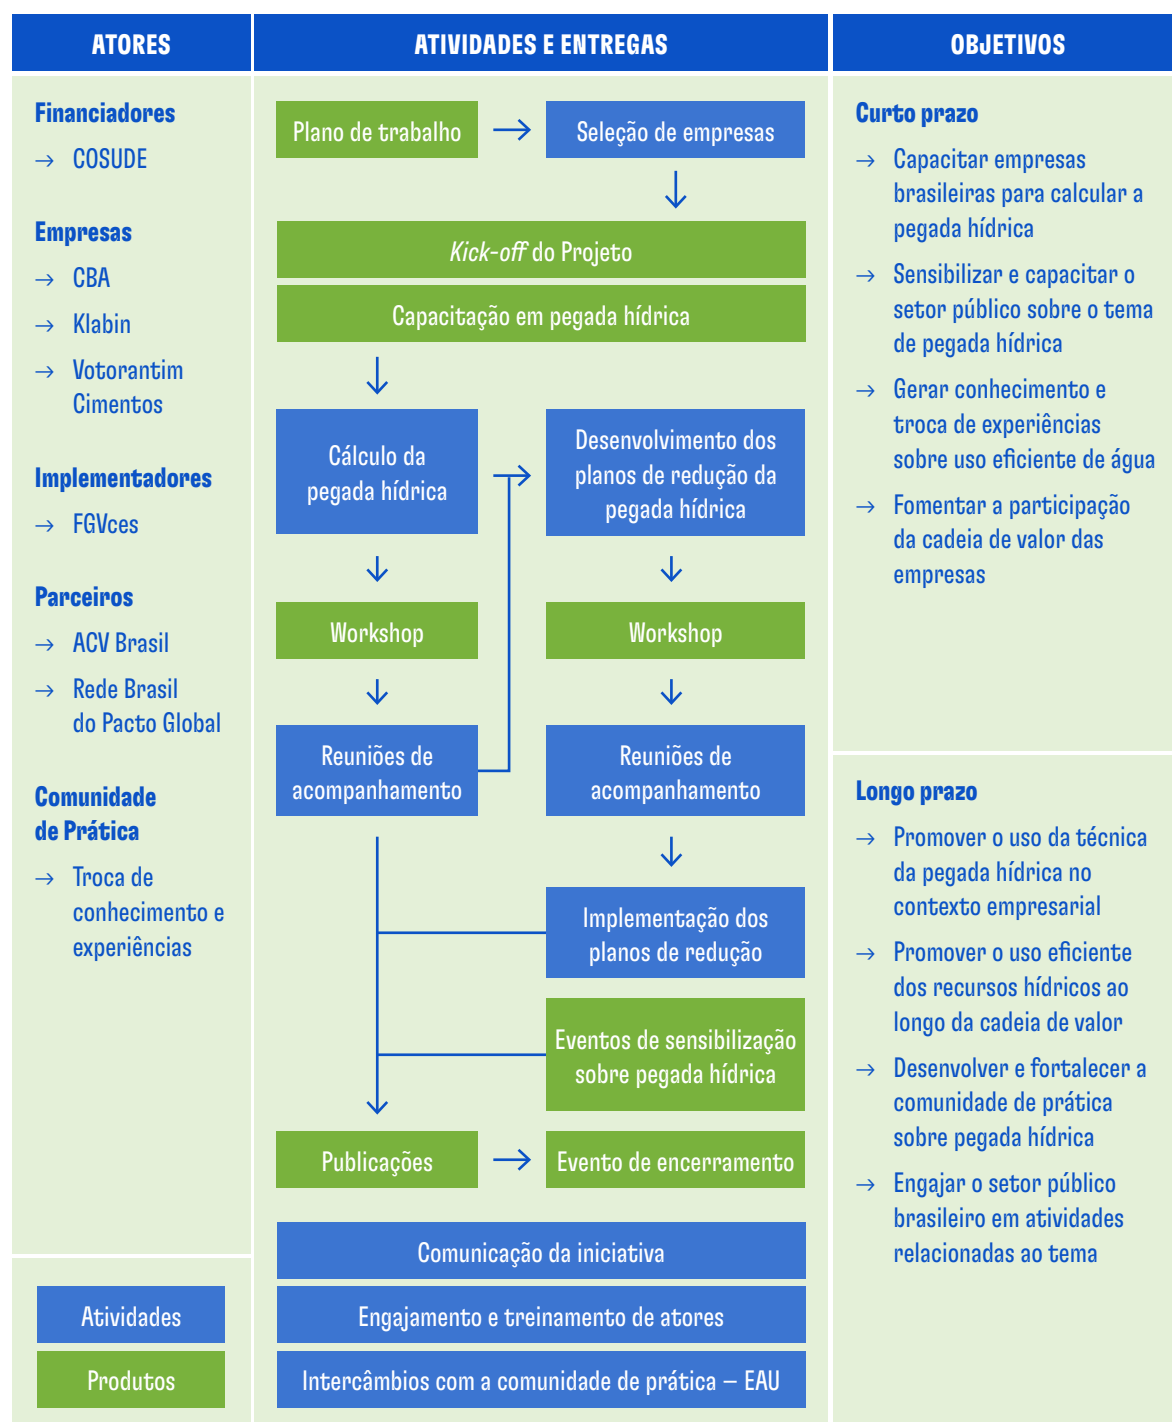 ATORES
Financiadores
→ COSUDE
Empresas
→ CBA
→ Klabin
→ Votorantim
Cimentos
Implementadores
→ FGVces
Parceiros
→ ACV Brasil
→ Rede Brasil
do Pacto Global
Comunidade
de Prática
→ Troca de
conhecimento e
experiências
Atividades
Produtos
ATIVIDADES E ENTREGAS
Plano de trabalho
Seleção de empresas
Kick-off do Projeto
Capacitação em pegada hídrica
Cálculo da
pegada hídrica
Desenvolvimento dos
planos de redução da
pegada hídrica
Workshop
Workshop
Reuniões de
acompanhamento
Reuniões de
acompanhamento
Implementação dos
planos de redução
Eventos de sensibilização
sobre pegada hídrica
Publicações
Evento de encerramento
Comunicação da iniciativa
Engajamento e treinamento de atores
Intercâmbios com a comunidade de prática – EAU
OBJETIVOS
Curto prazo
→ Capacitar empresas
brasileiras para calcular a
pegada hídrica
→ Sensibilizar e capacitar o
setor público sobre o tema
de pegada hídrica
→ Gerar conhecimento e
troca de experiências
sobre uso eficiente de água
→ Fomentar a participação
da cadeia de valor das
empresas
Longo prazo
→ Promover o uso da técnica
da pegada hídrica no
contexto empresarial
→ Promover o uso eficiente
dos recursos hídricos ao
longo da cadeia de valor
→ Desenvolver e fortalecer a
comunidade de prática
sobre pegada hídrica
→ Engajar o setor público
brasileiro em atividades
relacionadas ao tema